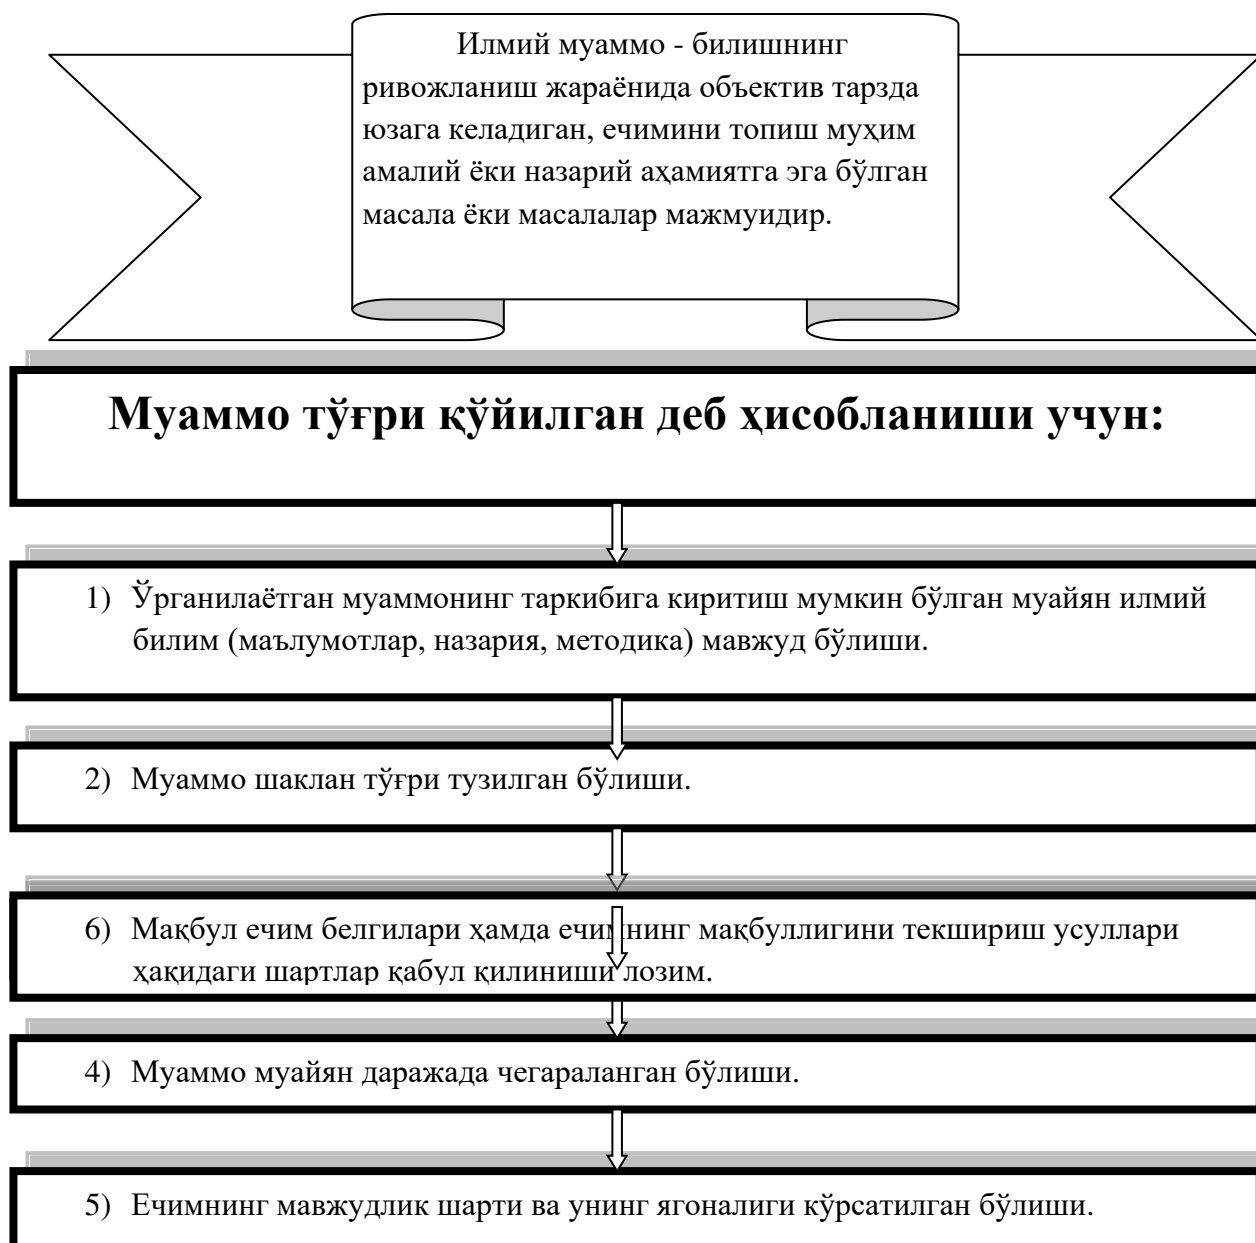 Илмий муаммо - билишнинг
ривожланиш жараёнида объектив тарзда
юзага келадиган, ечимини топиш муҳим
амалий ёки назарий аҳамиятга эга бўлган
масала ёки масалалар мажмуидир.
Муаммо тўғри қўйилган деб ҳисобланиши учун:
1) Ўрганилаётган муаммонинг таркибига киритиш мумкин бўлган муайян илмий
билим (маълумотлар, назария, методика) мавжуд бўлиши.
2) Муаммо шаклан тўғри тузилган бўлиши.
6) Мақбул ечим белгилари ҳамда ечимнинг мақбуллигини текшириш усуллари
ҳақидаги шартлар қабул қилиниши лозим.
4) Муаммо муайян даражада чегараланган бўлиши.
5) Ечимнинг мавжудлик шарти ва унинг ягоналиги кўрсатилган бўлиши.